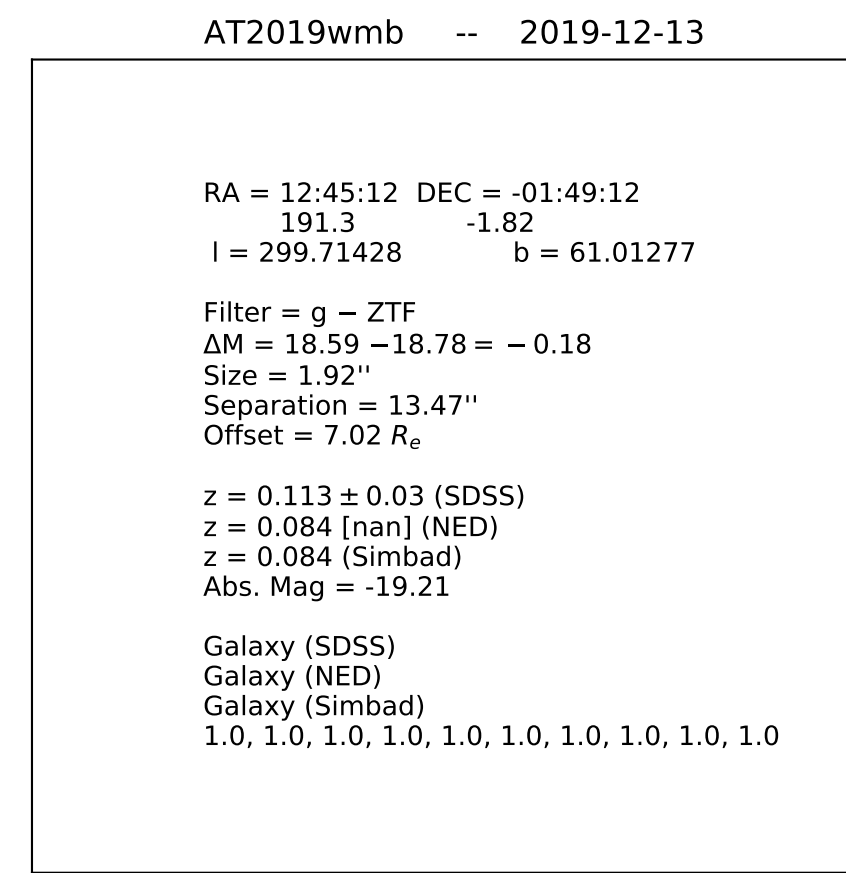 AT2019wmb -- 2019-12-13
RA = 12:45:12 DEC = -01:49:12
191.3 -1.82
l = 299.71428 b = 61.01277
Filter = g − ZTF
ΔM = 18.59 −18.78 = − 0.18
Size = 1.92''
Separation = 13.47''
Offset = 7.02 Rₑ
z = 0.113 ± 0.03 (SDSS)
z = 0.084 [nan] (NED)
z = 0.084 (Simbad)
Abs. Mag = -19.21
Galaxy (SDSS)
Galaxy (NED)
Galaxy (Simbad)
1.0, 1.0, 1.0, 1.0, 1.0, 1.0, 1.0, 1.0, 1.0, 1.0